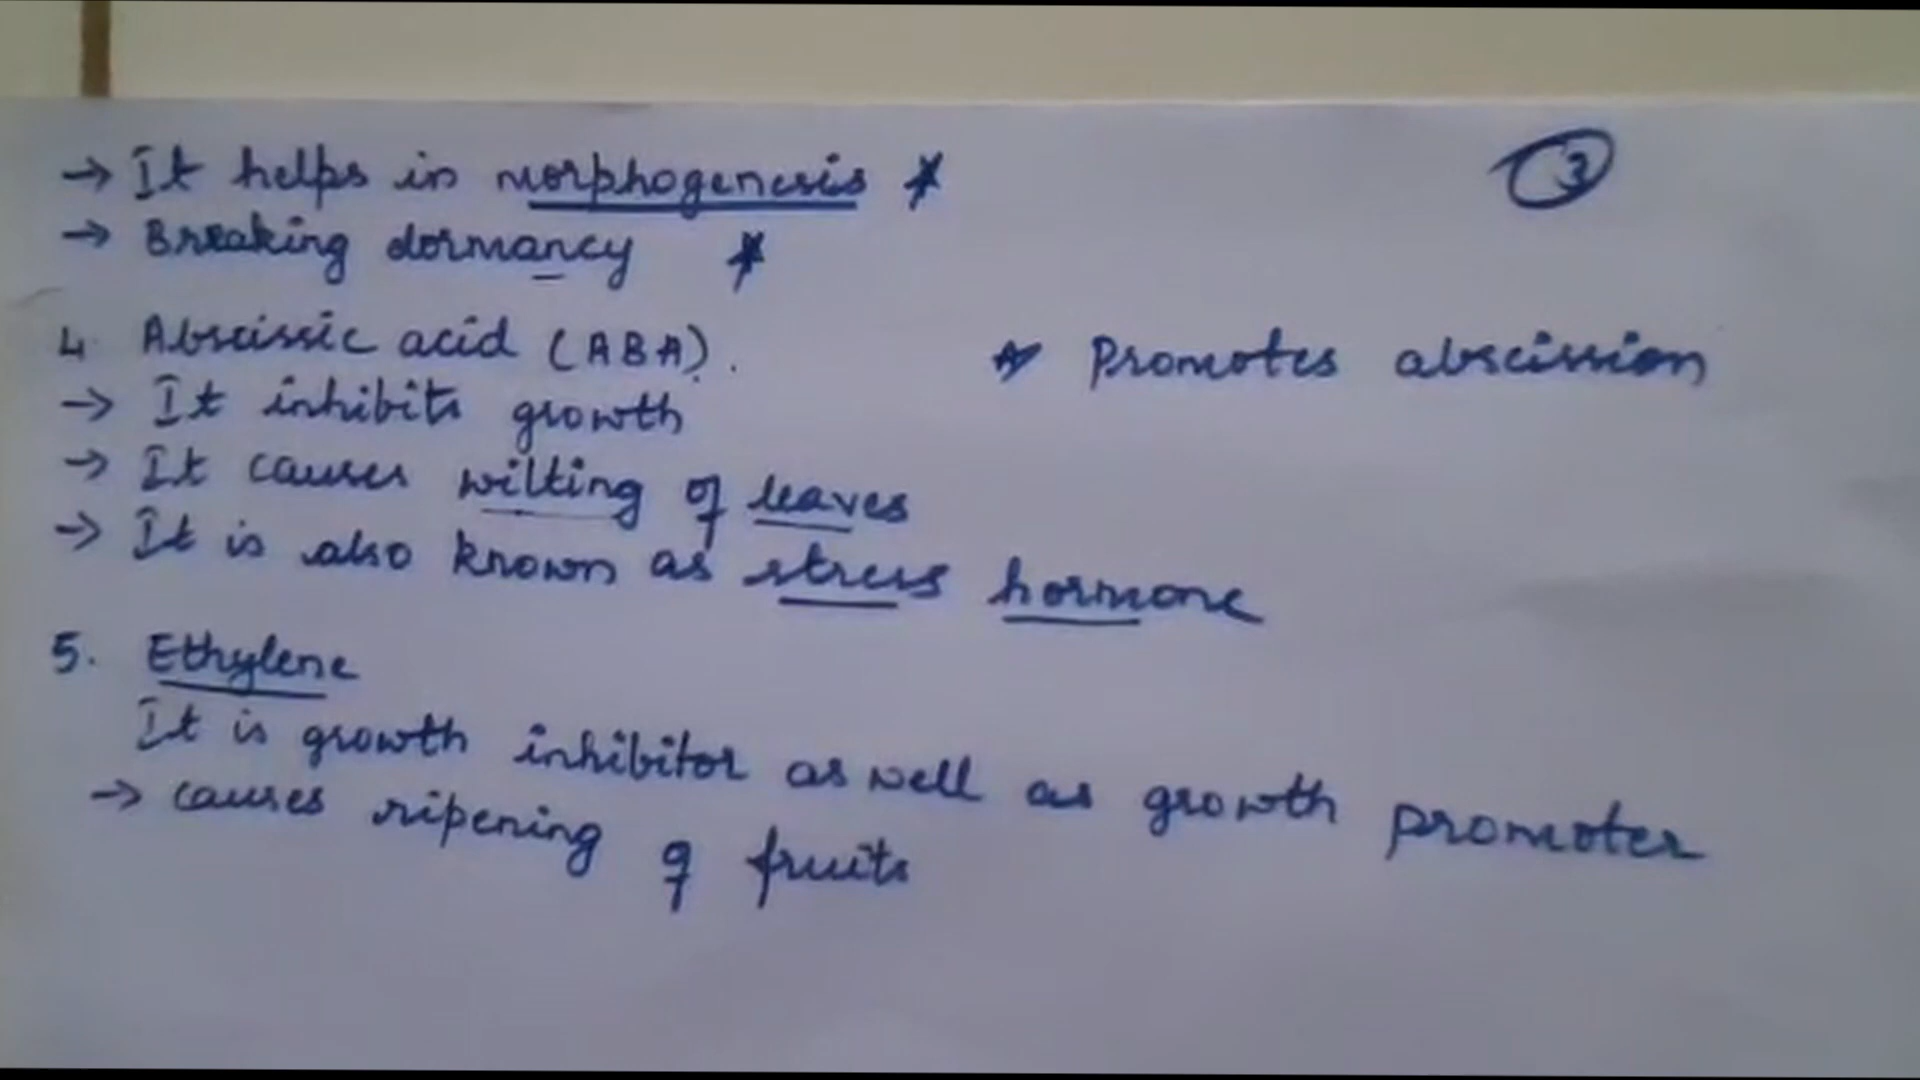 3
→ It helps in morphogenesis *
→ Breaking dormancy *
4. Abscissic acid (ABA). * Promotes abscission
→ It inhibits growth
→ It causes wilting of leaves
→ It is also known as stress hormone
5. Ethylene
It is growth inhibitor as well as growth promoter
→ causes ripening of fruits